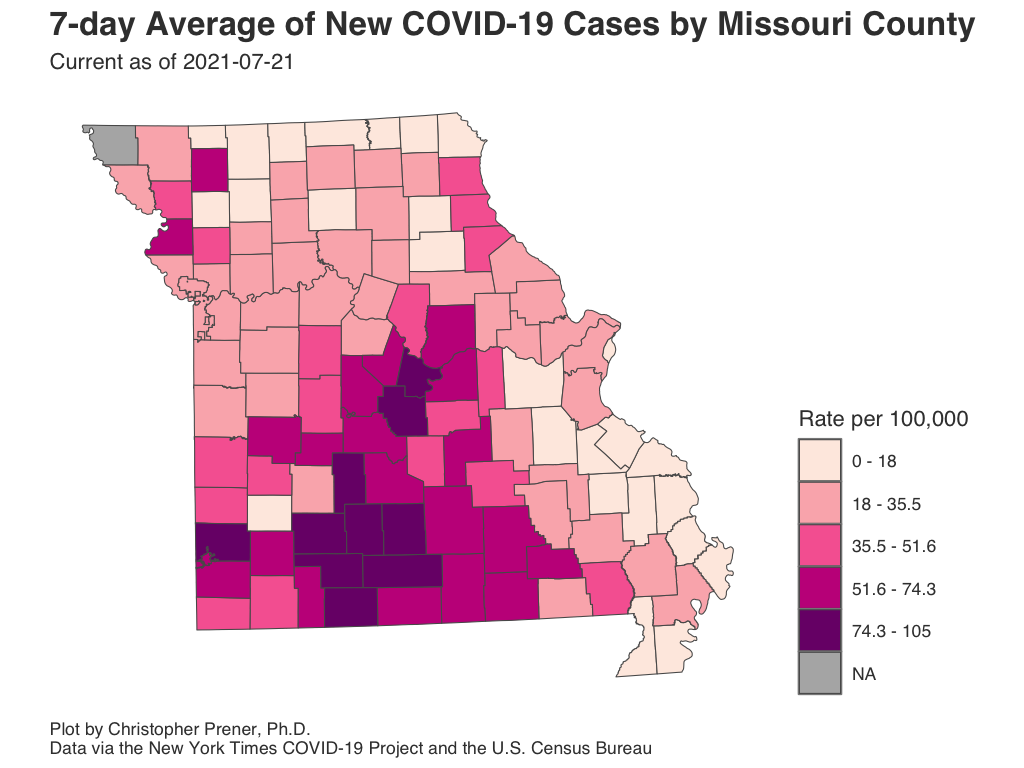 7-day Average of New COVID-19 Cases by Missouri County
Current as of 2021-07-21
Rate per 100,000
0 - 18
18 - 35.5
35.5 - 51.6
51.6 - 74.3
74.3 - 105
NA
Plot by Christopher Prener, Ph.D.
Data via the New York Times COVID-19 Project and the U.S. Census Bureau